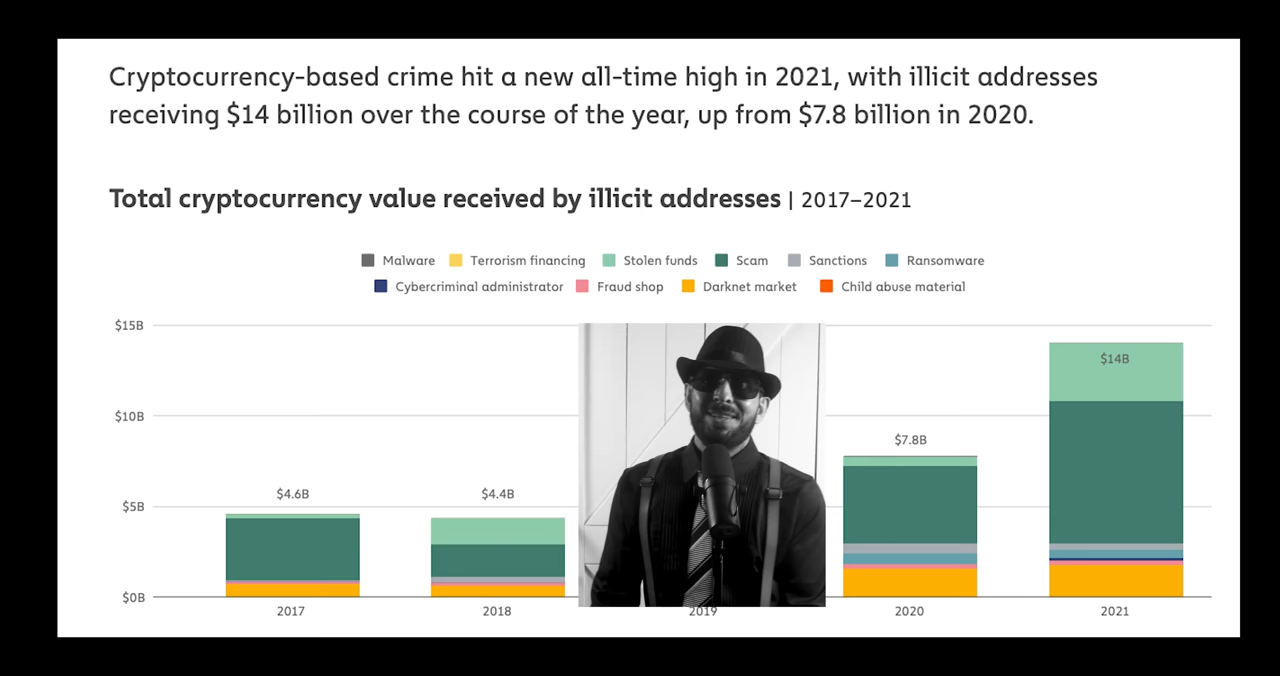 Cryptocurrency-based crime hit a new all-time high in 2021, with illicit addresses
receiving $14 billion over the course of the year, up from $7.8 billion in 2020.
Total cryptocurrency value received by illicit addresses | 2017–2021
Malware Terrorism financing Stolen funds Scam Sanctions Ransomware
Cybercriminal administrator Fraud shop Darknet market Child abuse material
$15B
$14B
$10B
$7.8B
$4.6B $4.4B
$5B
$0B
2017 2018 2019 2020 2021